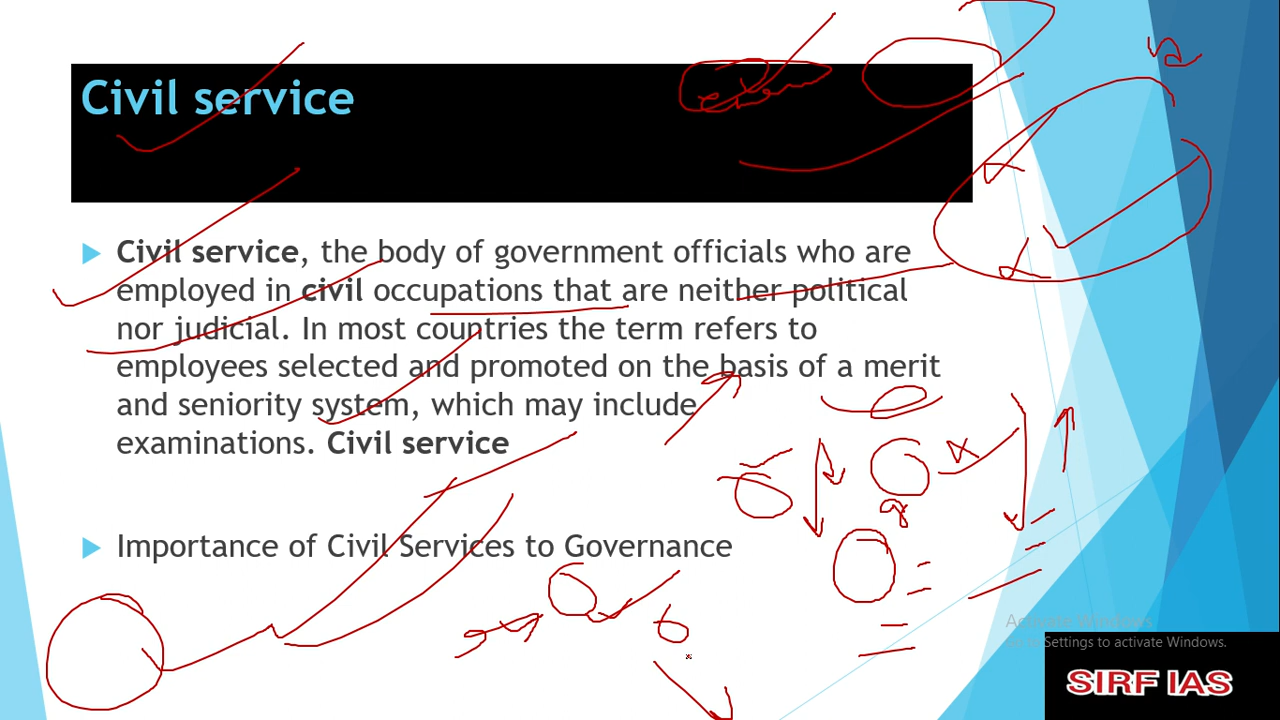 Civil service
Civil service, the body of government officials who are
employed in civil occupations that are neither political
nor judicial. In most countries the term refers to
employees selected and promoted on the basis of a merit
and seniority system, which may include
examinations. Civil service
Importance of Civil Services to Governance
Activate Windows
Settings to activate Windows.
SIRF IAS